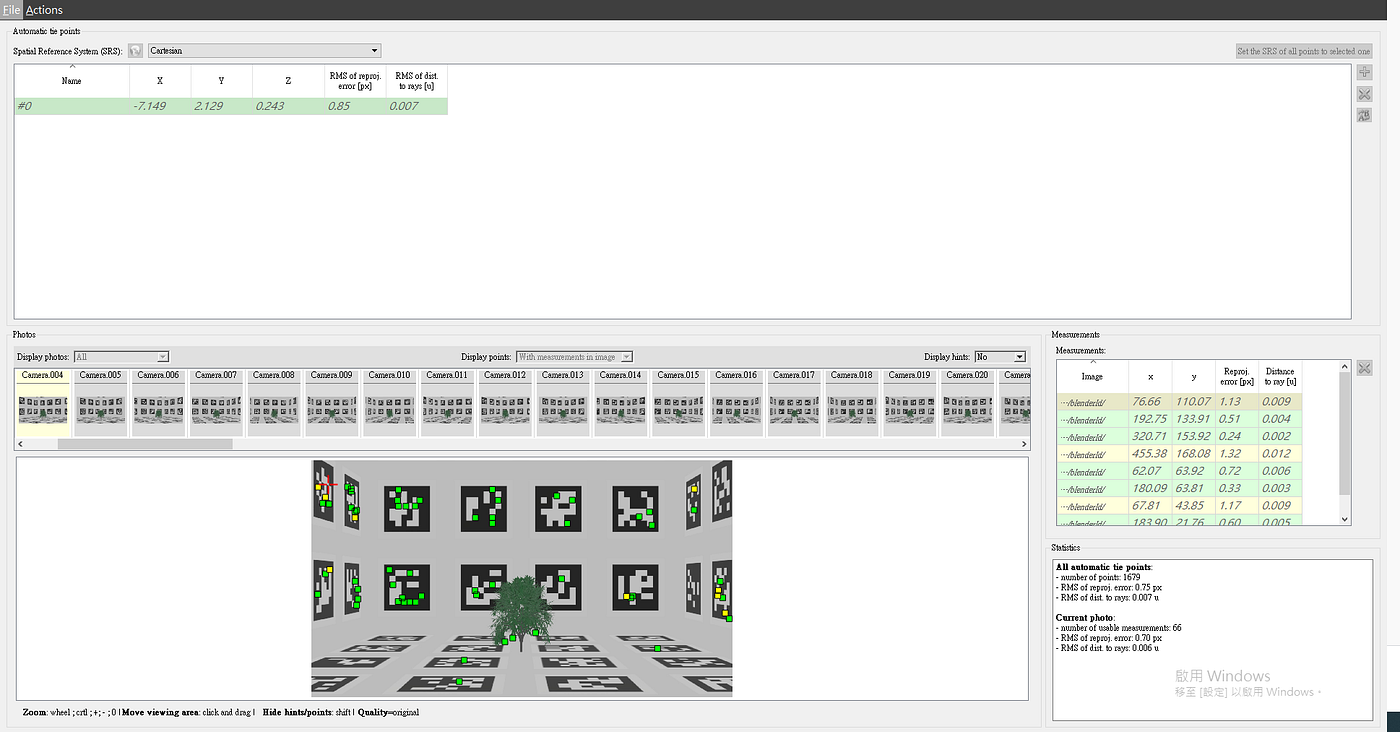 File Actions
Automatic tie points
Spatial Reference System (SRS): Cartesian Set the SRS of all points to selected one
Name X Y Z RMS of reproj. error [px] RMS of dist. to rays [u]
#0 -7.149 2.129 0.243 0.85 0.007
Photos
Display photos: All Display points: With measurements in image Display hints: No
Camera.004 Camera.005 Camera.006 Camera.007 Camera.008 Camera.009 Camera.010 Camera.011 Camera.012 Camera.013 Camera.014 Camera.015 Camera.016 Camera.017 Camera.018 Camera.019 Camera.020 Camera
Zoom: wheel ; crtl ; + ; - ; 0 | Move viewing area: click and drag | Hide hints/points: shift | Quality=original
Measurements
Measurements:
Image x y Reproj. error [px] Distance to ray [u]
···/blenderld/ 76.66 110.07 1.13 0.009
···/blenderld/ 192.75 133.91 0.51 0.004
···/blenderld/ 320.71 153.92 0.24 0.002
···/blenderld/ 455.38 168.08 1.32 0.012
···/blenderld/ 62.07 63.92 0.72 0.006
···/blenderld/ 180.09 63.81 0.33 0.003
···/blenderld/ 67.81 43.85 1.17 0.009
···/blenderld/ 183.90 21.76 0.60 0.005
Statistics
All automatic tie points:
- number of points: 1679
- RMS of reproj. error: 0.75 px
- RMS of dist. to rays: 0.007 u
Current photo:
- number of usable measurements: 66
- RMS of reproj. error: 0.70 px
- RMS of dist. to rays: 0.006 u
啟用 Windows
移至 [設定] 以啟用 Windows。